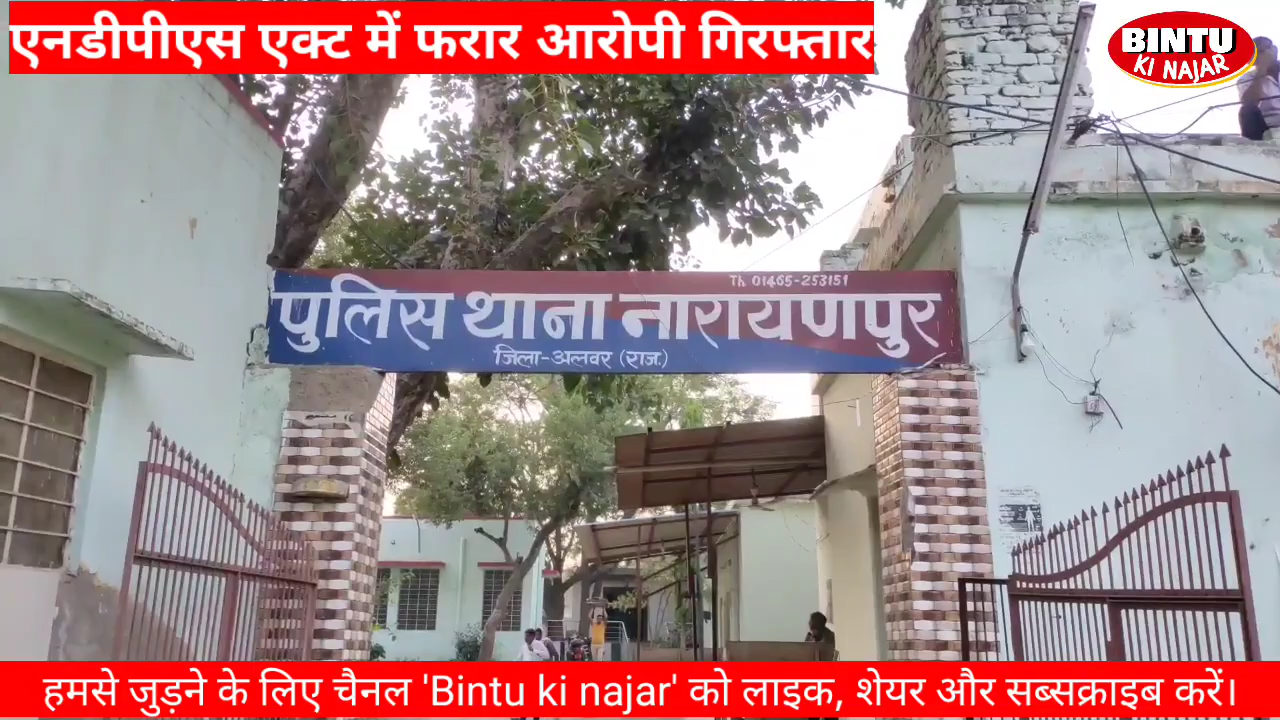 एनडीपीएस एक्ट में फरार आरोपी गिरफ्तार
BINTU
KI NAJAR
Th 01465-253151
पुलिस थाना नारायणपुर
जिला-अलवर (राज.)
हमसे जुड़ने के लिए चैनल 'Bintu ki najar' को लाइक, शेयर और सब्सक्राइब करें।